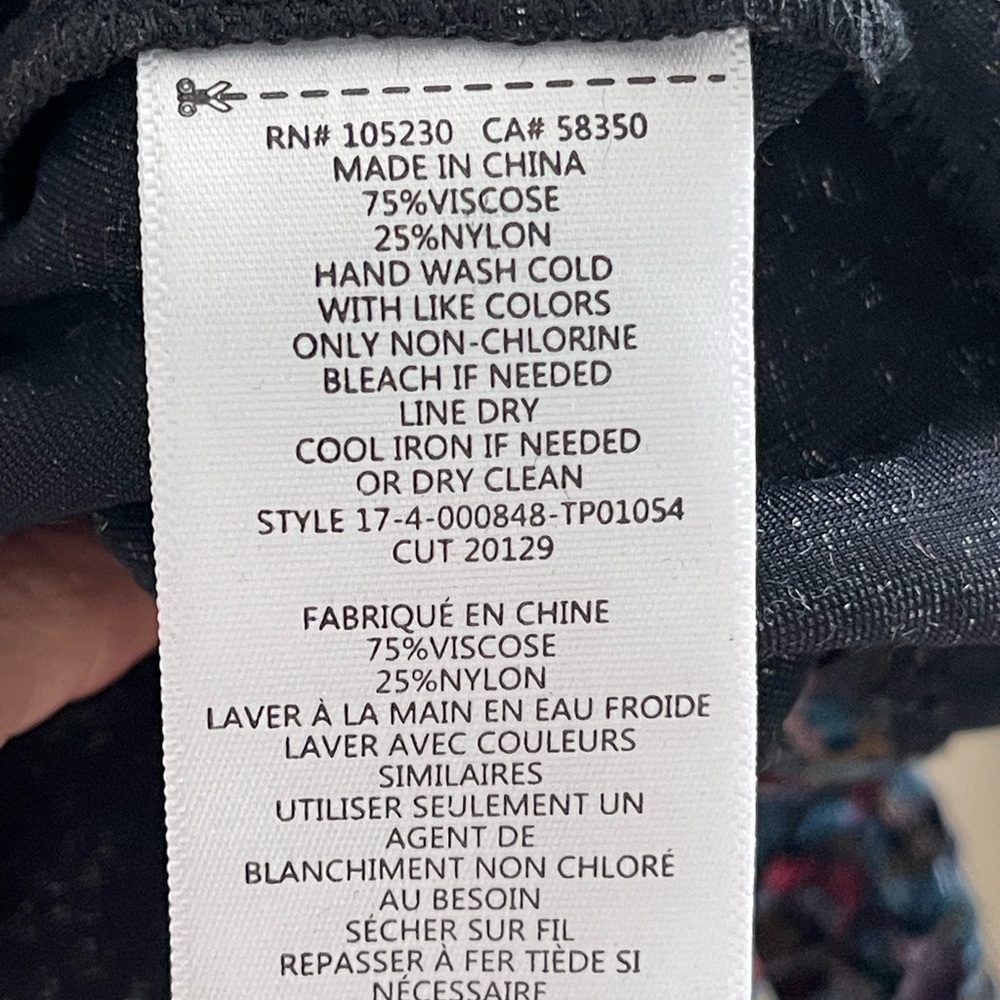 RN# 105230 CA# 58350
MADE IN CHINA
75%VISCOSE
25%NYLON
HAND WASH COLD
WITH LIKE COLORS
ONLY NON-CHLORINE
BLEACH IF NEEDED
LINE DRY
COOL IRON IF NEEDED
OR DRY CLEAN
STYLE 17-4-000848-TP01054
CUT 20129
FABRIQUÉ EN CHINE
75%VISCOSE
25%NYLON
LAVER À LA MAIN EN EAU FROIDE
LAVER AVEC COULEURS
SIMILAIRES
UTILISER SEULEMENT UN
AGENT DE
BLANCHIMENT NON CHLORÉ
AU BESOIN
SÉCHER SUR FIL
REPASSER À FER TIÈDE SI
NÉCESSAIRE